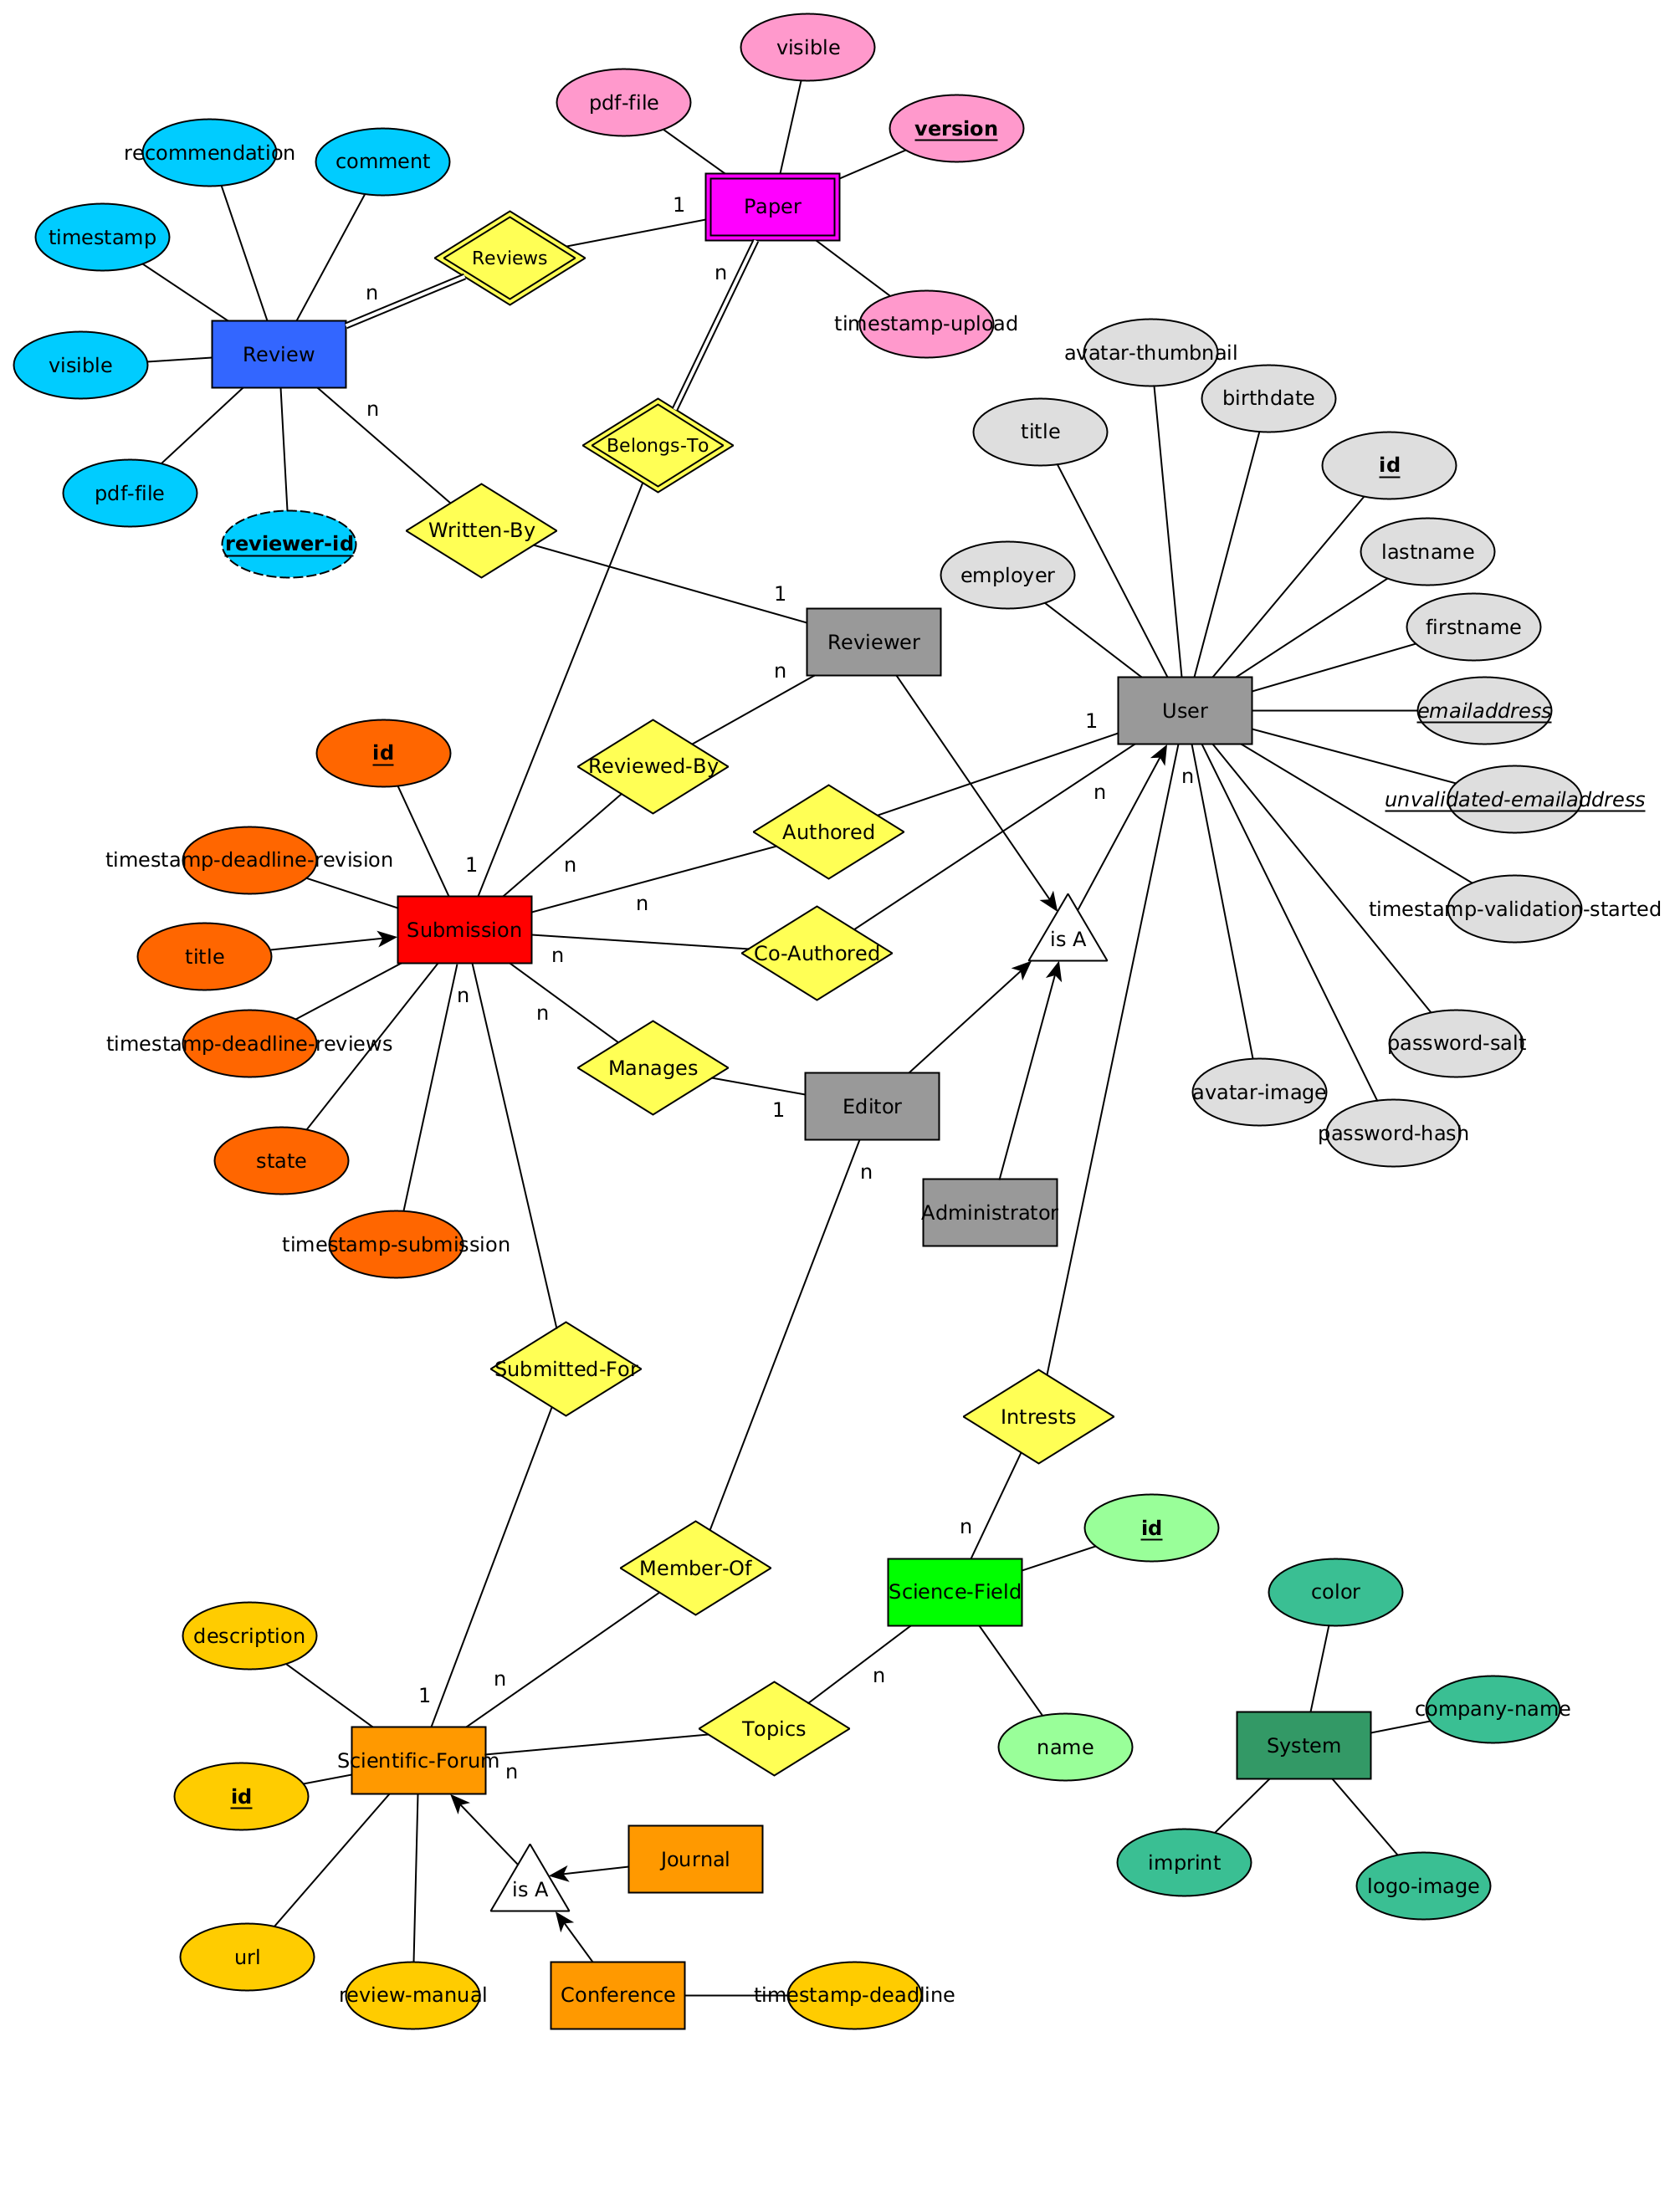 visible
pdf-file
version
recommendation
comment
Paper
1
timestamp
Reviews
n
n
timestamp-upload
Review
visible
avatar-thumbnail
birthdate
title
n
Belongs-To
id
pdf-file
reviewer-id
Written-By
lastname
employer
1
firstname
Reviewer
n
User
emailaddress
1
id
Reviewed-By
n
n
unvalidated-emailaddress
Authored
timestamp-deadline-revision
1
n
n
timestamp-validation-started
Submission
title
n
Co-Authored
is A
n
n
timestamp-deadline-reviews
password-salt
Manages
avatar-image
1
Editor
password-hash
state
n
Administrator
timestamp-submission
Submitted-For
Intrests
n
id
Member-Of
Science-Field
color
description
n
n
1
company-name
Topics
System
name
Scientific-Forum
n
id
Journal
imprint
is A
logo-image
url
review-manual
Conference
timestamp-deadline